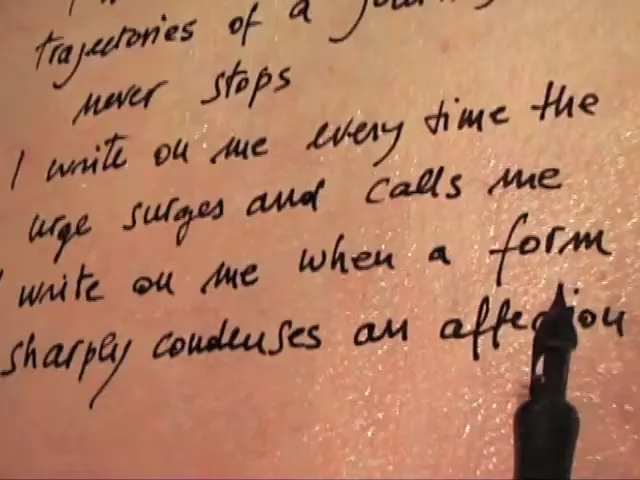 trajectories of a
never stops
I write on me every time the
urge surges and calls me
I write on me when a form
sharply condenses an affection